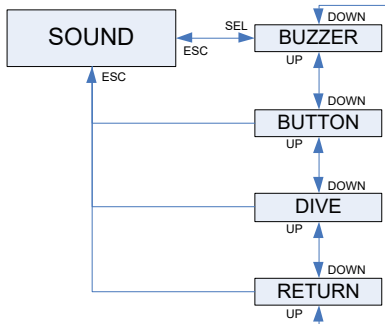 DOWN
SOUND
SEL
BUZZER
ESC
UP
ESC
DOWN
BUTTON
UP
DOWN
DIVE
UP
DOWN
RETURN
UP